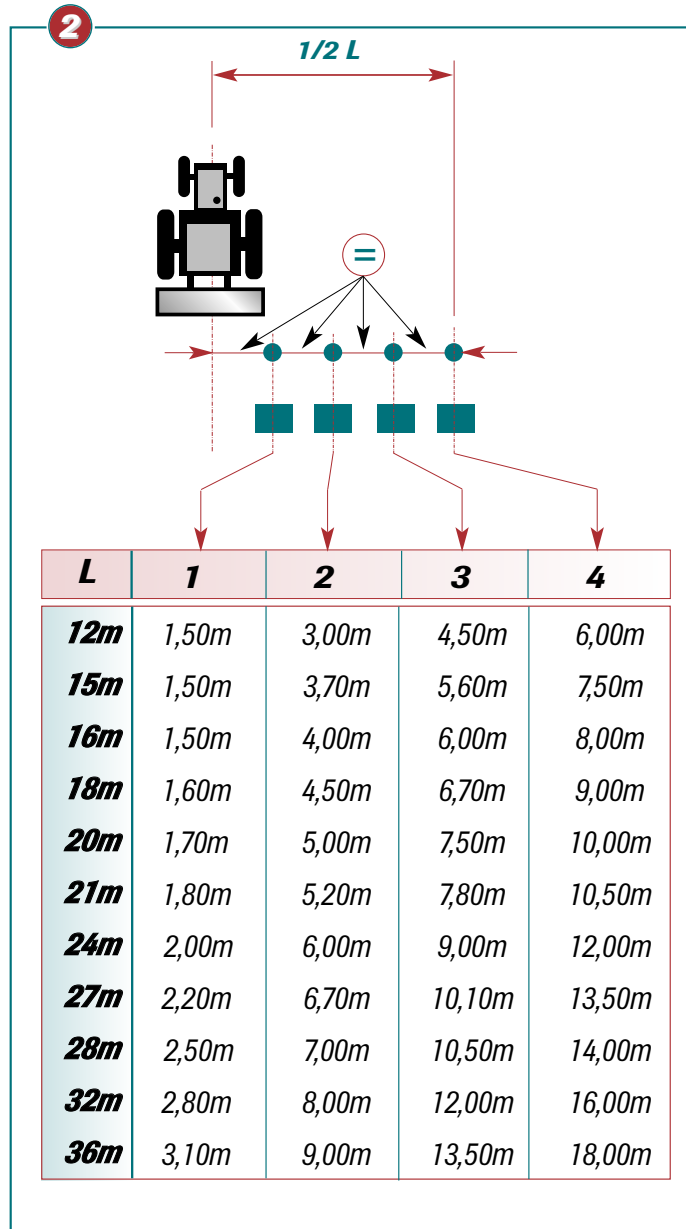 2
1/2 L
=
L 1 2 3 4
12m 1,50m 3,00m 4,50m 6,00m
15m 1,50m 3,70m 5,60m 7,50m
16m 1,50m 4,00m 6,00m 8,00m
18m 1,60m 4,50m 6,70m 9,00m
20m 1,70m 5,00m 7,50m 10,00m
21m 1,80m 5,20m 7,80m 10,50m
24m 2,00m 6,00m 9,00m 12,00m
27m 2,20m 6,70m 10,10m 13,50m
28m 2,50m 7,00m 10,50m 14,00m
32m 2,80m 8,00m 12,00m 16,00m
36m 3,10m 9,00m 13,50m 18,00m